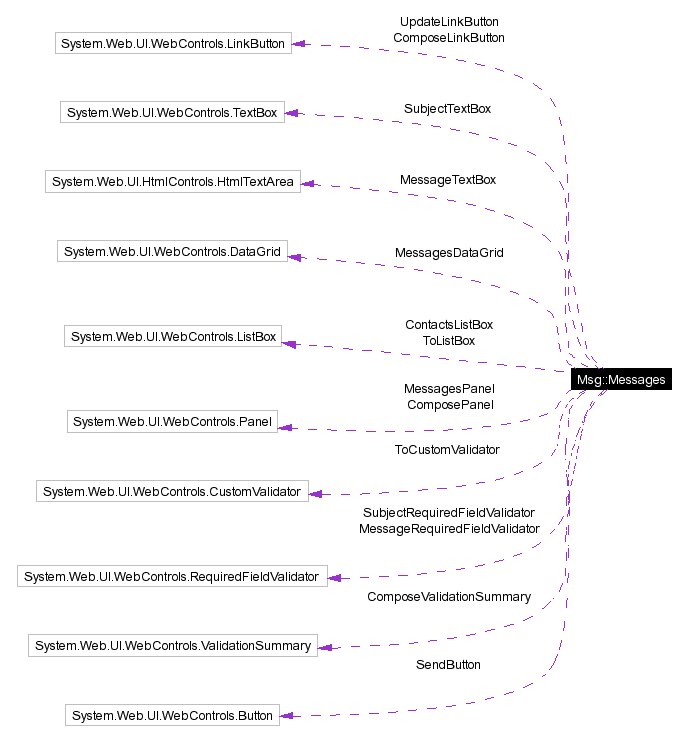 UpdateLinkButton
ComposeLinkButton
System.Web.UI.WebControls.LinkButton
SubjectTextBox
System.Web.UI.WebControls.TextBox
MessageTextBox
System.Web.UI.HtmlControls.HtmlTextArea
MessagesDataGrid
System.Web.UI.WebControls.DataGrid
ContactsListBox
ToListBox
System.Web.UI.WebControls.ListBox
Msg::Messages
MessagesPanel
ComposePanel
System.Web.UI.WebControls.Panel
ToCustomValidator
System.Web.UI.WebControls.CustomValidator
SubjectRequiredFieldValidator
MessageRequiredFieldValidator
System.Web.UI.WebControls.RequiredFieldValidator
ComposeValidationSummary
System.Web.UI.WebControls.ValidationSummary
SendButton
System.Web.UI.WebControls.Button